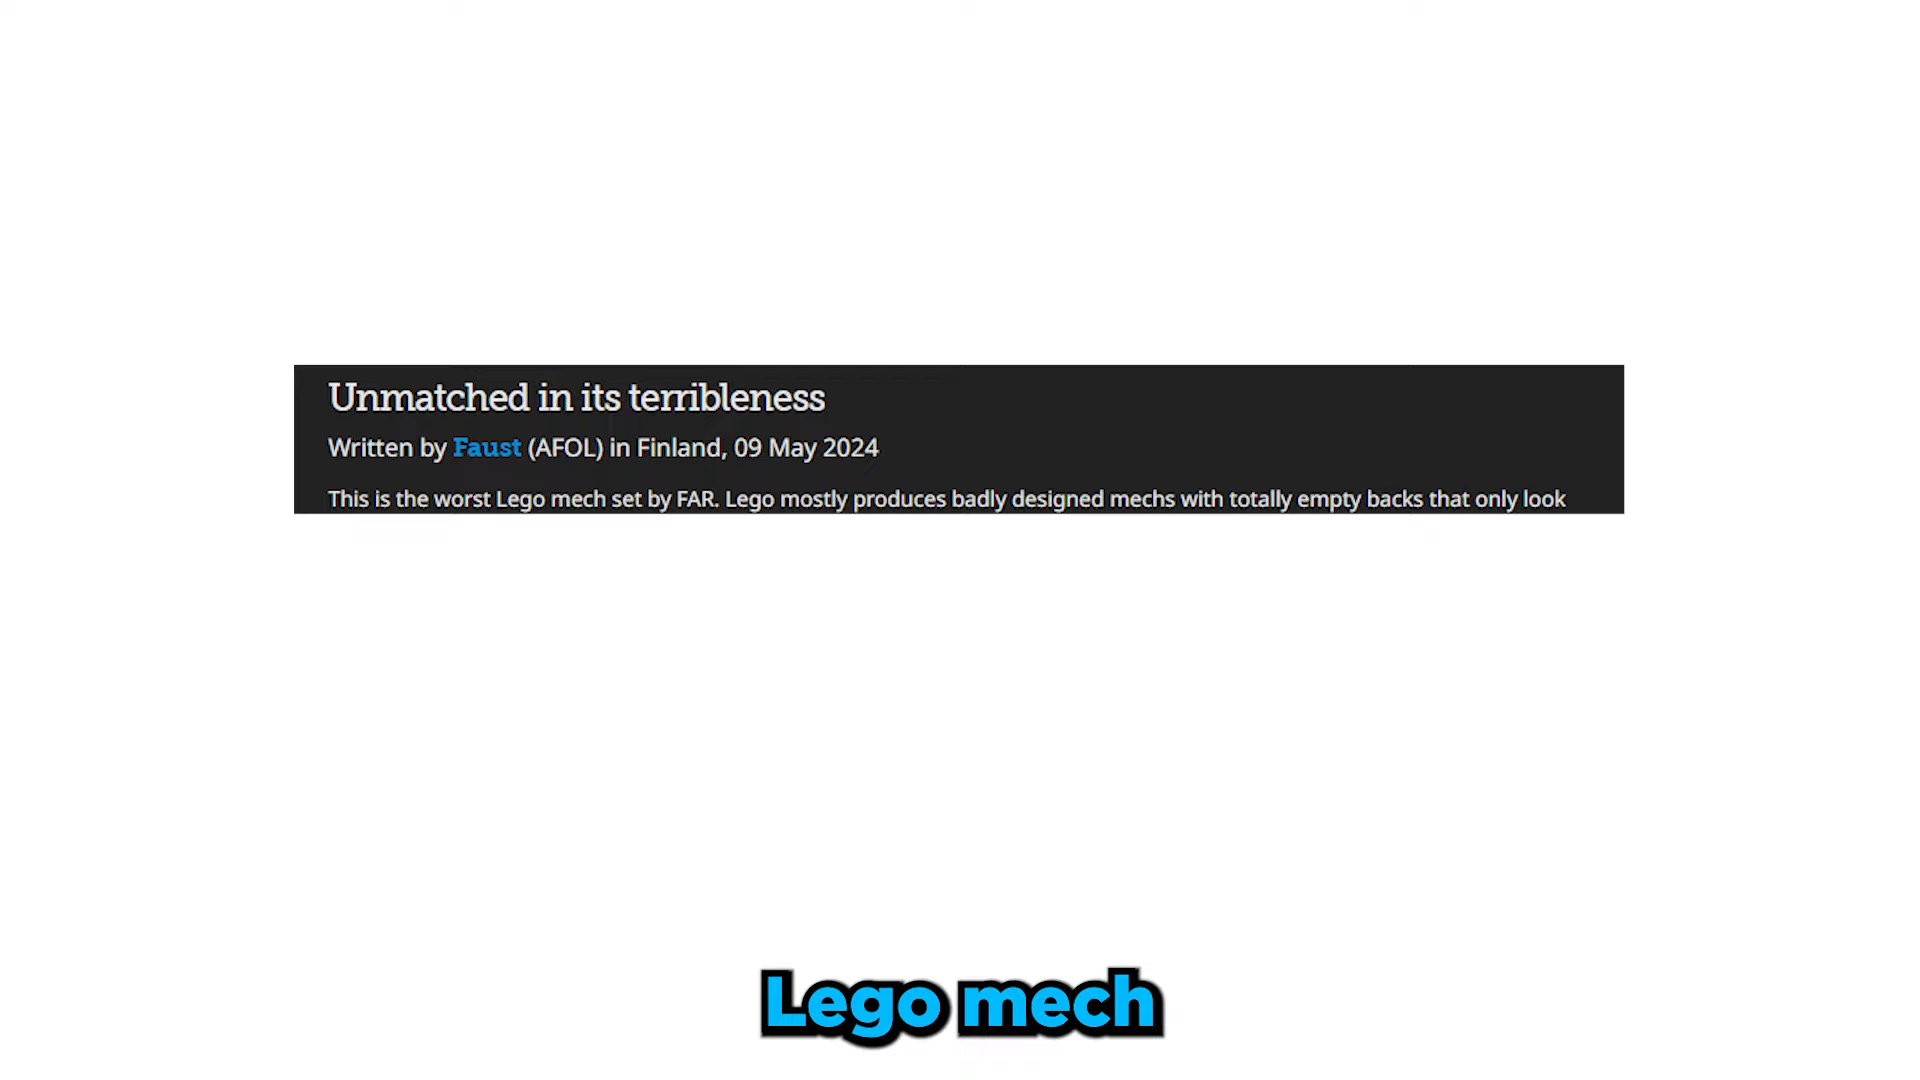 Unmatched in its terribleness
Written by Faust (AFOL) in Finland, 09 May 2024
This is the worst Lego mech set by FAR. Lego mostly produces badly designed mechs with totally empty backs that only look
Lego mech